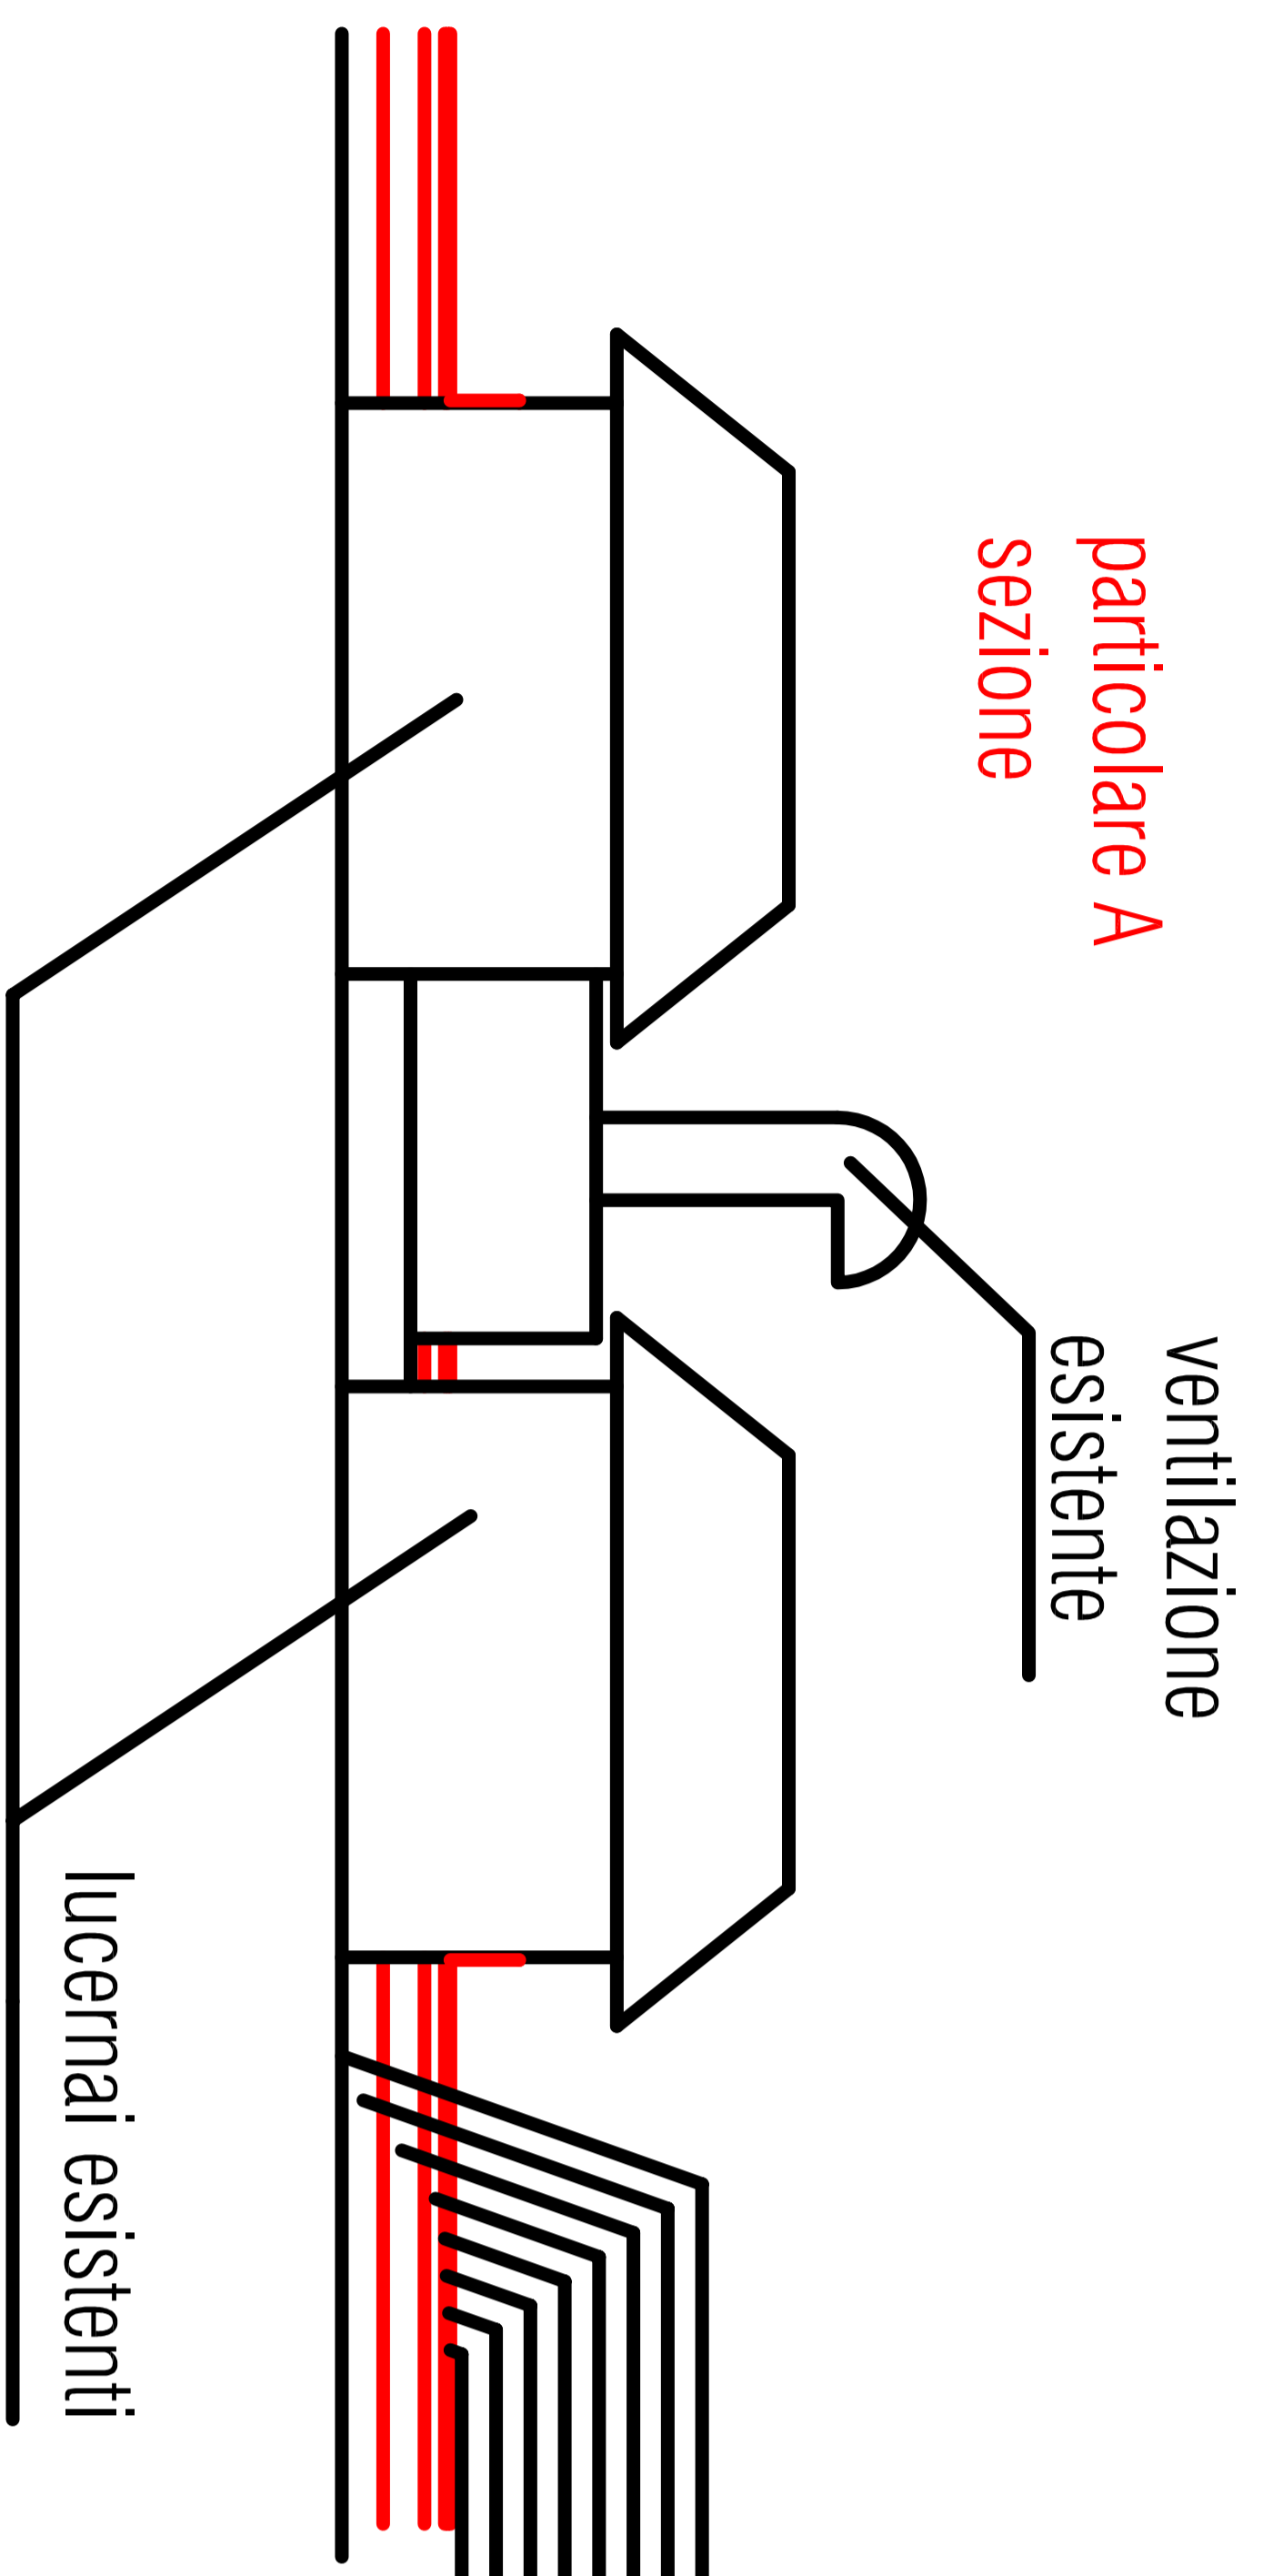 particolare A
sezione
ventilazione
esistente
lucernai esistenti